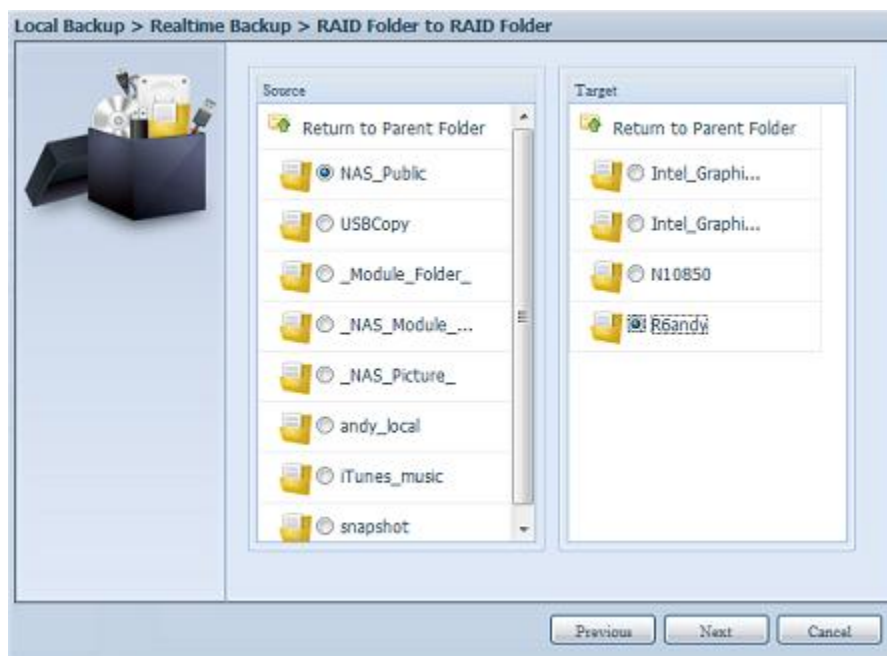 Local Backup > Realtime Backup > RAID Folder to RAID Folder
Source
Return to Parent Folder
NAS_Public
USBCopy
_Module_Folder_
_NAS_Module_...
_NAS_Picture_
andy_local
iTunes_music
snapshot
Target
Return to Parent Folder
Intel_Graphi...
Intel_Graphi...
N10850
R6andy
Previous
Next
Cancel